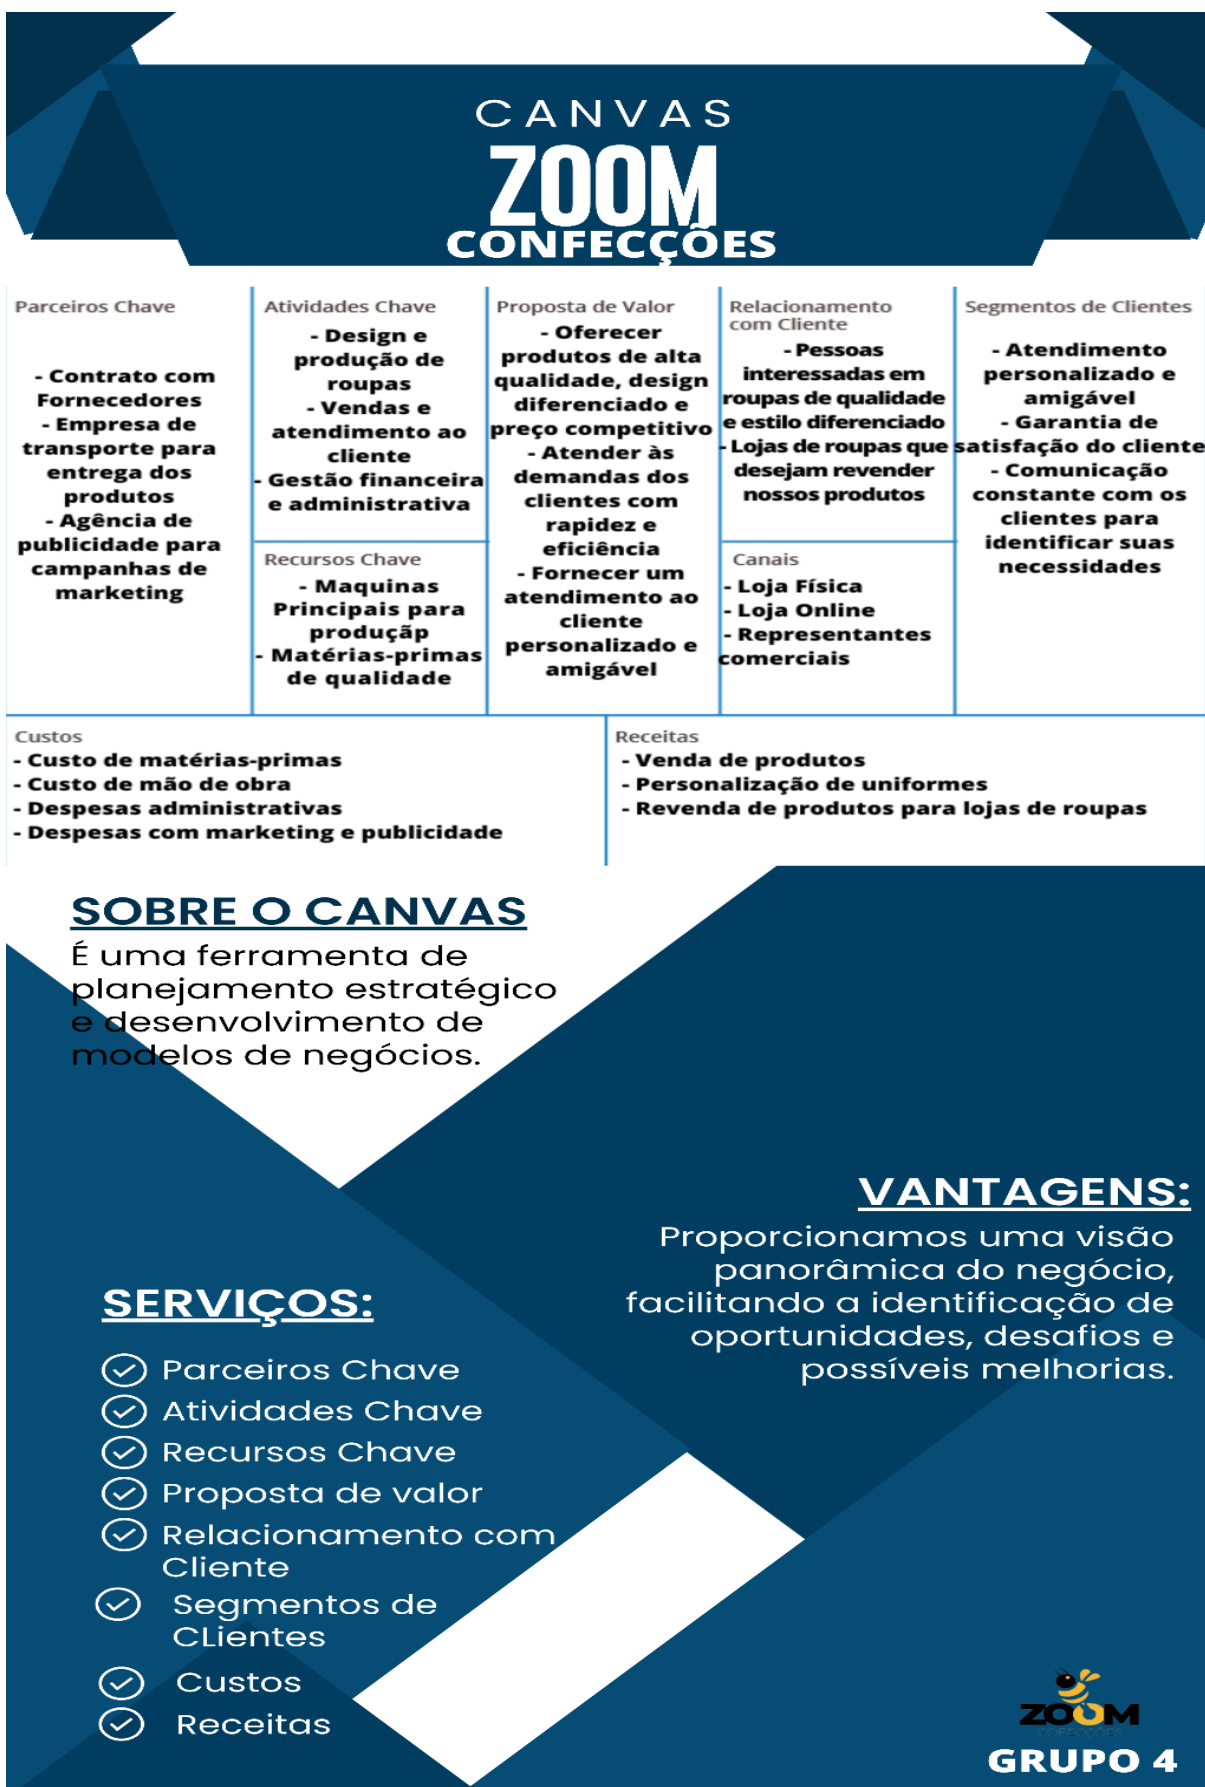 CANVAS
ZOOM
CONFECÇÕES
Parceiros Chave
- Contrato com
Fornecedores
- Empresa de
transporte para
entrega dos
produtos
- Agência de
publicidade para
campanhas de
marketing
Atividades Chave
- Design e
produção de
roupas
- Vendas e
atendimento ao
cliente
- Gestão financeira
e administrativa
Recursos Chave
- Maquinas
Principais para
produçãp
- Matérias-primas
de qualidade
Proposta de Valor
- Oferecer
produtos de alta
qualidade, design
diferenciado e
preço competitivo
- Atender às
demandas dos
clientes com
rapidez e
eficiência
- Fornecer um
atendimento ao
cliente
personalizado e
amigável
Relacionamento
com Cliente
- Pessoas
interessadas em
roupas de qualidade
e estilo diferenciado
- Lojas de roupas que
desejam revender
nossos produtos
Canais
- Loja Física
- Loja Online
- Representantes
comerciais
Segmentos de Clientes
- Atendimento
personalizado e
amigável
- Garantia de
satisfação do cliente
- Comunicação
constante com os
clientes para
identificar suas
necessidades
Custos
- Custo de matérias-primas
- Custo de mão de obra
- Despesas administrativas
- Despesas com marketing e publicidade
Receitas
- Venda de produtos
- Personalização de uniformes
- Revenda de produtos para lojas de roupas
SOBRE O CANVAS
É uma ferramenta de
planejamento estratégico
e desenvolvimento de
modelos de negócios.
VANTAGENS:
Proporcionamos uma visão
panorâmica do negócio,
facilitando a identificação de
oportunidades, desafios e
possíveis melhorias.
SERVIÇOS:
Parceiros Chave
Atividades Chave
Recursos Chave
Proposta de valor
Relacionamento com
Cliente
Segmentos de
CLientes
Custos
Receitas
ZOOM
CONFECÇÕES
GRUPO 4